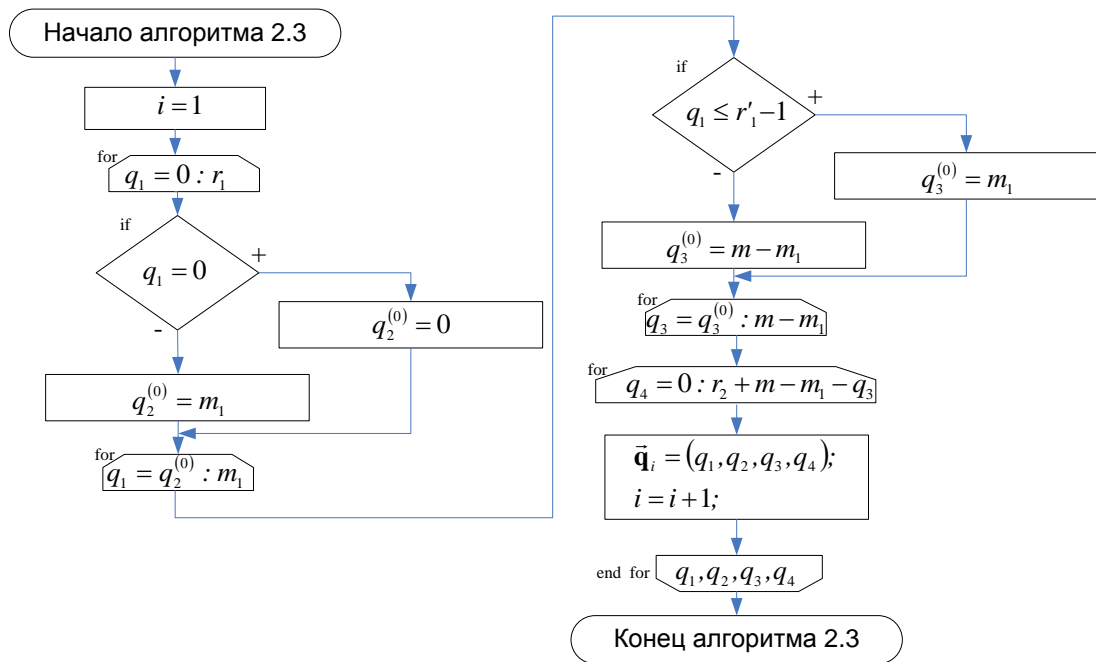 Начало алгоритма 2.3
i = 1
for
q₁ = 0 : r₁
if
q₁ = 0
+
-
q₂⁽⁰⁾ = 0
q₂⁽⁰⁾ = m₁
for
q₁ = q₂⁽⁰⁾ : m₁
if
q₁ ≤ r′₁ − 1
+
-
q₃⁽⁰⁾ = m₁
q₃⁽⁰⁾ = m − m₁
for
q₃ = q₃⁽⁰⁾ : m − m₁
for
q₄ = 0 : r₂ + m − m₁ − q₃
q⃗ᵢ = (q₁, q₂, q₃, q₄);
i = i + 1;
end for
q₁, q₂, q₃, q₄
Конец алгоритма 2.3